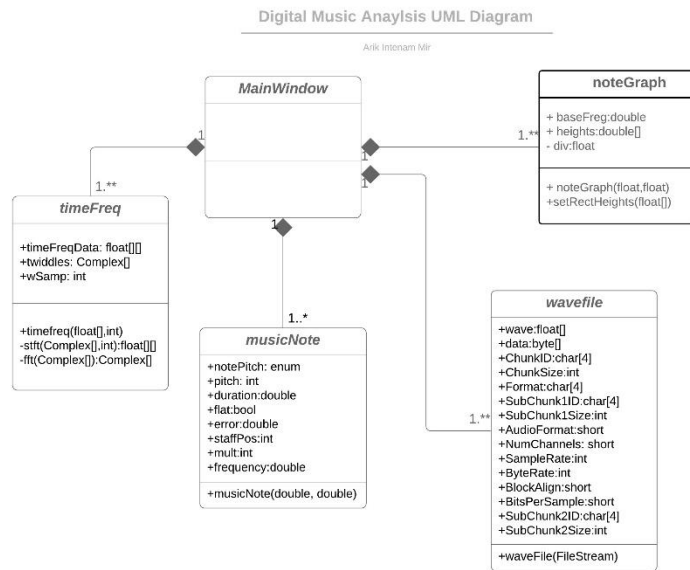 Digital Music Anaylsis UML Diagram
Arik Intenam Mir
MainWindow
1
1
1
1
noteGraph
+ baseFreg:double
+ heights:double[]
- div:float
+ noteGraph(float,float)
+setRectHeights(float[])
1.**
1.**
timeFreq
+timeFreqData: float[][]
+twiddles: Complex[]
+wSamp: int
+timefreq(float[],int)
-stft(Complex[],int):float[][]
-fft(Complex[]):Complex[]
1..*
musicNote
+notePitch: enum
+pitch: int
+duration:double
+flat:bool
+error:double
+staffPos:int
+mult:int
+frequency:double
+musicNote(double, double)
1.**
wavefile
+wave:float[]
+data:byte[]
+ChunkID:char[4]
+ChunkSize:int
+Format:char[4]
+SubChunk1ID:char[4]
+SubChunk1Size:int
+AudioFormat:short
+NumChannels: short
+SampleRate:int
+ByteRate:int
+BlockAlign:short
+BitsPerSample:short
+SubChunk2ID:char[4]
+SubChunk2Size:int
+waveFile(FileStream)